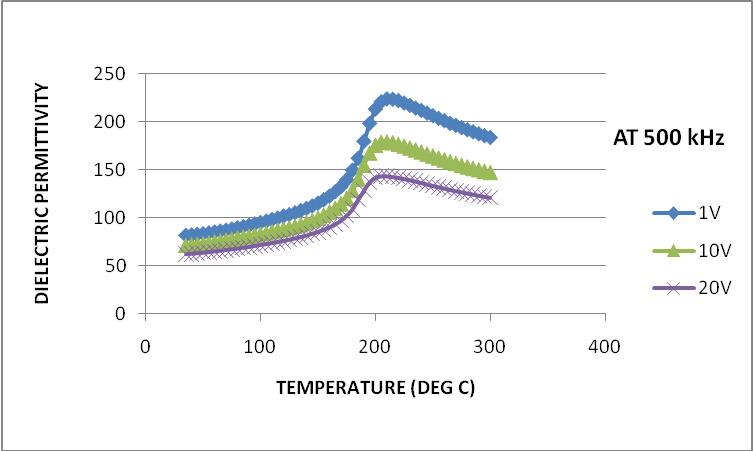 DIELECTRIC PERMITTIVITY
250
200
150
100
50
0
0 100 200 300 400
TEMPERATURE (DEG C)
AT 500 kHz
1V
10V
20V